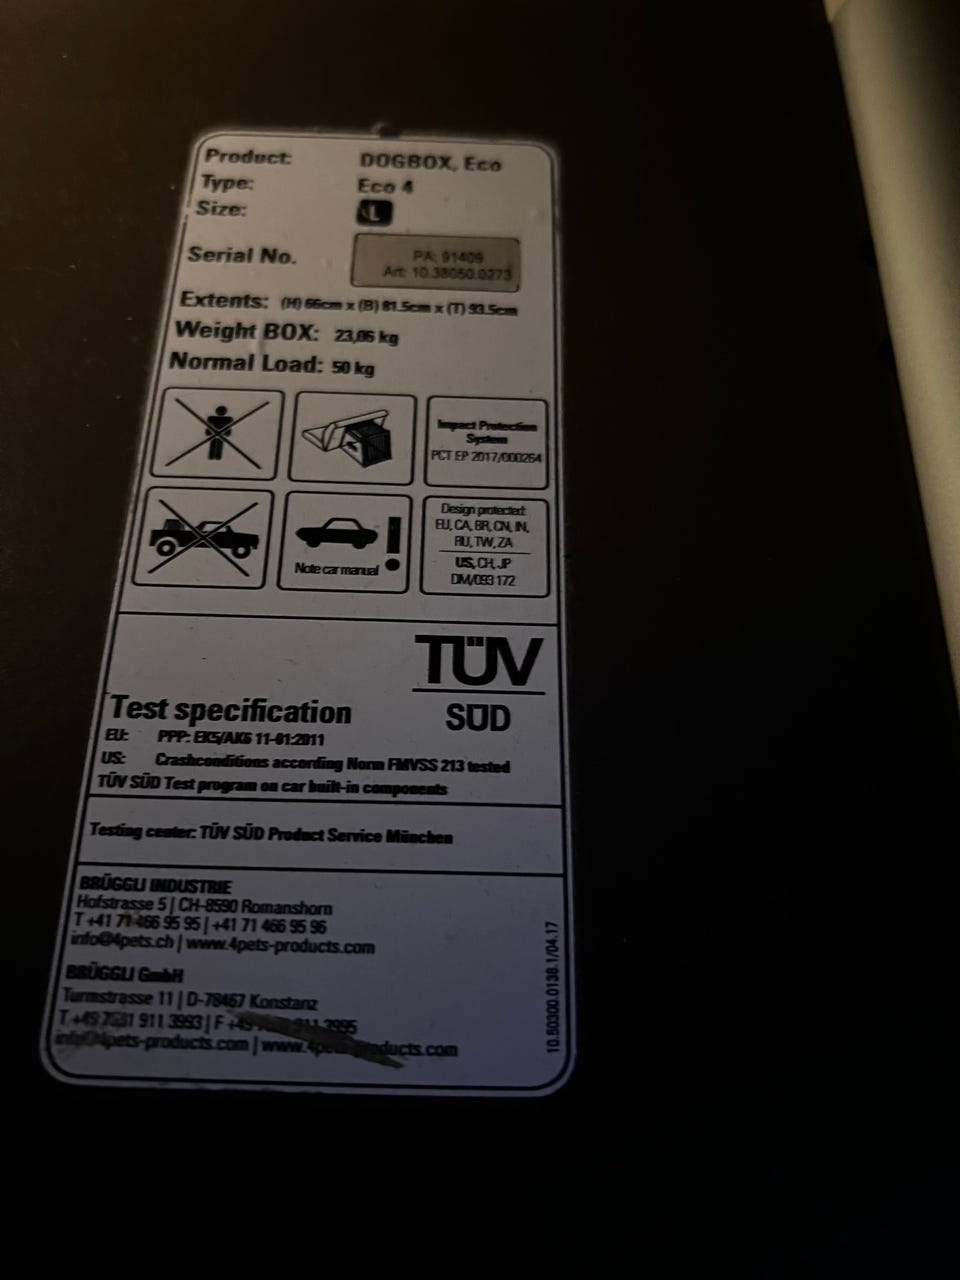 Product: DOGBOX, Eco
Type: Eco 4
Size: L
Serial No. PA: 91409
Art: 10.38050.0273
Extents: (H) 66cm x (B) 81.5cm x (T) 93.5cm
Weight BOX: 23,06 kg
Normal Load: 50 kg
Impact Protection
System
PCT EP 2017/000264
Note car manual
Design protected:
EU, CA, BR, CN, IN,
RU, TW, ZA
US, CH, JP
DM/093 172
TÜV
SÜD
Test specification
EU: PPP: EK5/AK6 11-01:2011
US: Crashconditions according Norm FMVSS 213 tested
TÜV SÜD Test program on car built-in components
Testing center: TÜV SÜD Product Service München
BRÜGGLI INDUSTRIE
Hofstrasse 5 | CH-8590 Romanshorn
T +41 71 466 95 95 | +41 71 466 95 96
info@4pets.ch | www.4pets-products.com
BRÜGGLI GmbH
Turmstrasse 11 | D-78467 Konstanz
T +49 911 3993 | F +49
10.50300.0138.1/04.17